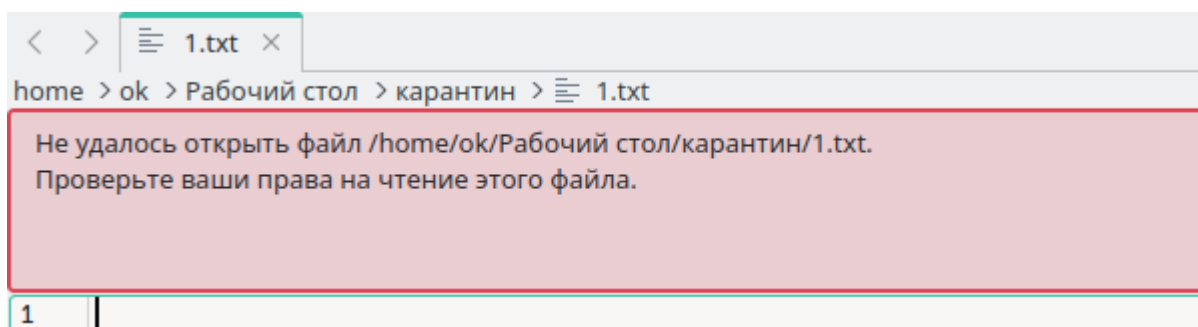 1.txt
home > ok > Рабочий стол > карантин > 1.txt
Не удалось открыть файл /home/ok/Рабочий стол/карантин/1.txt.
Проверьте ваши права на чтение этого файла.
1